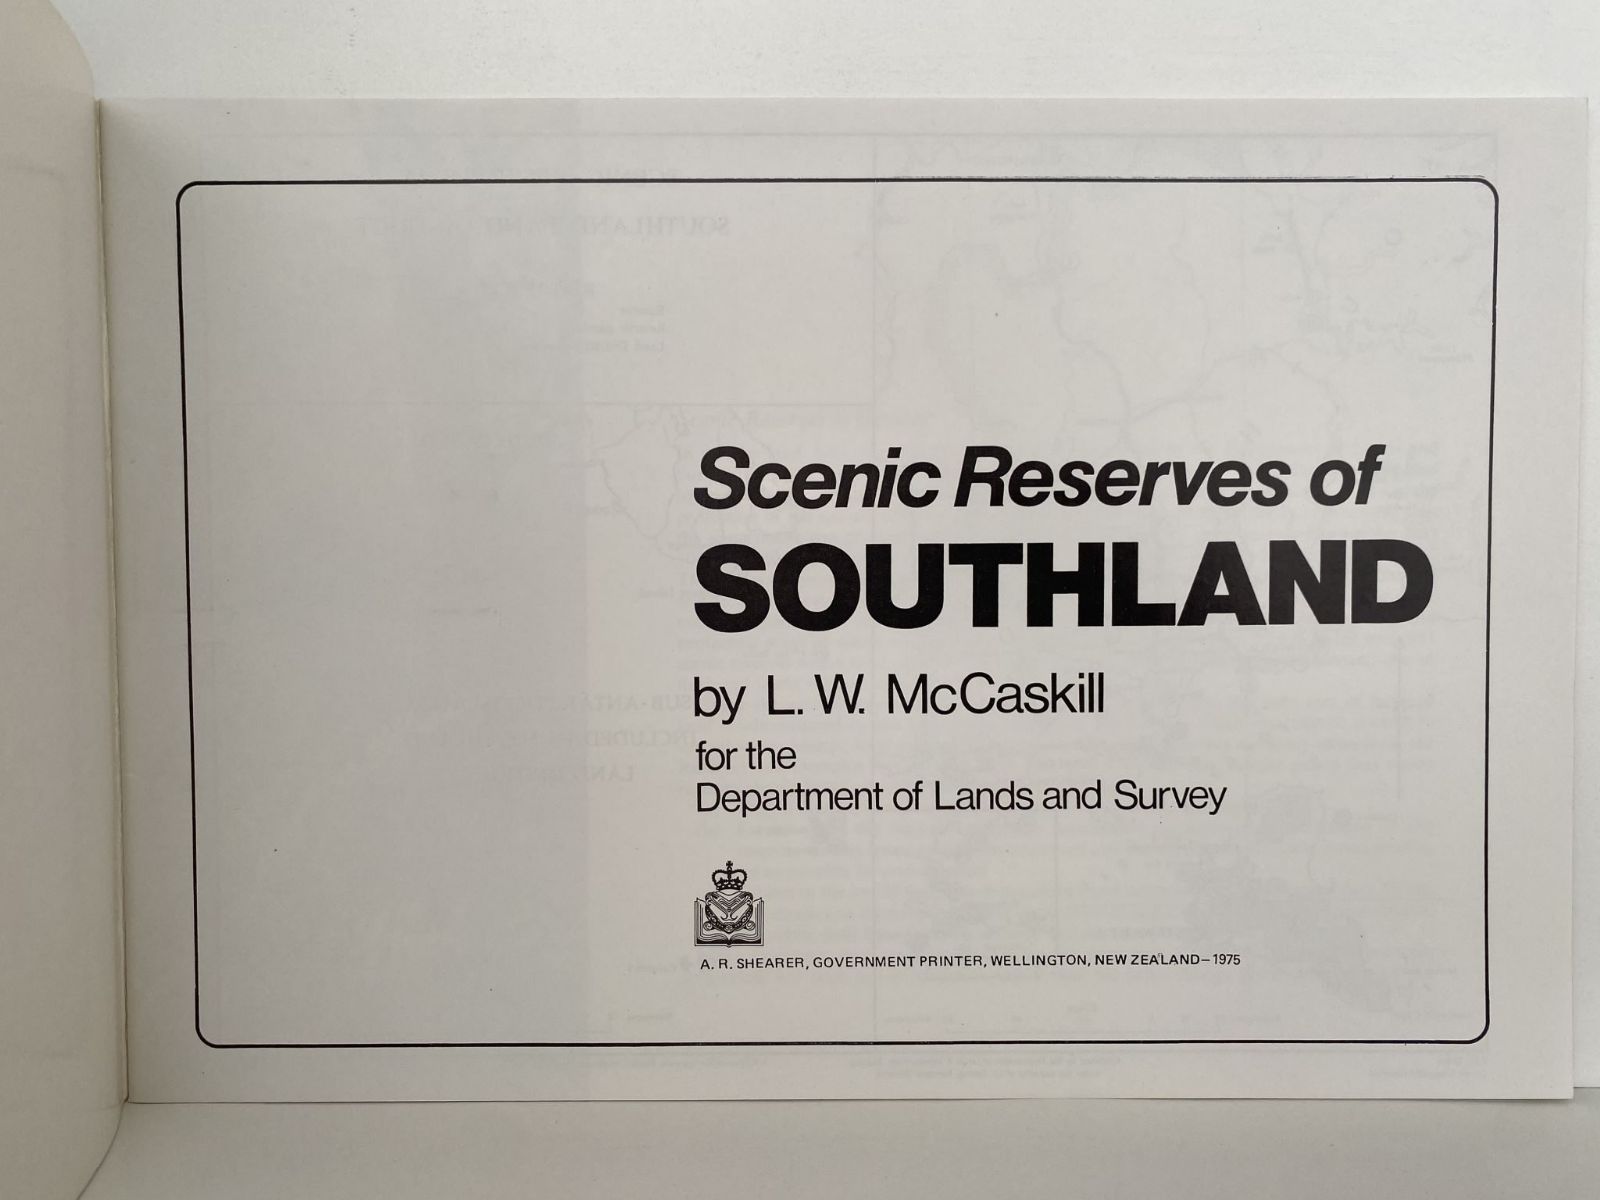 Scenic Reserves of
SOUTHLAND
by L. W. McCaskill
for the
Department of Lands and Survey
A. R. SHEARER, GOVERNMENT PRINTER, WELLINGTON, NEW ZEALAND—1975